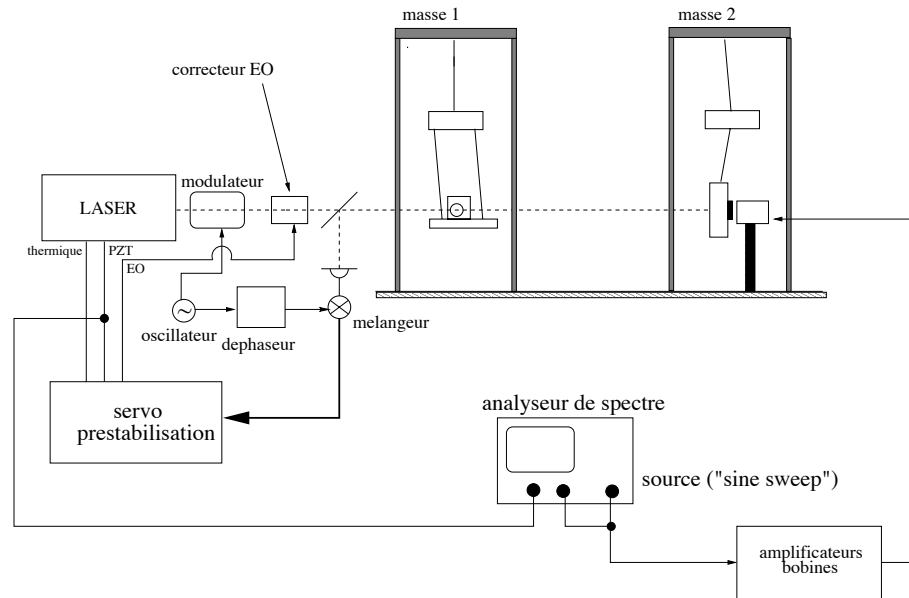 masse 1
masse 2
correcteur EO
modulateur
LASER
thermique
PZT
EO
oscillateur
dephaseur
melangeur
servo
prestabilisation
analyseur de spectre
source ("sine sweep")
amplificateurs
bobines